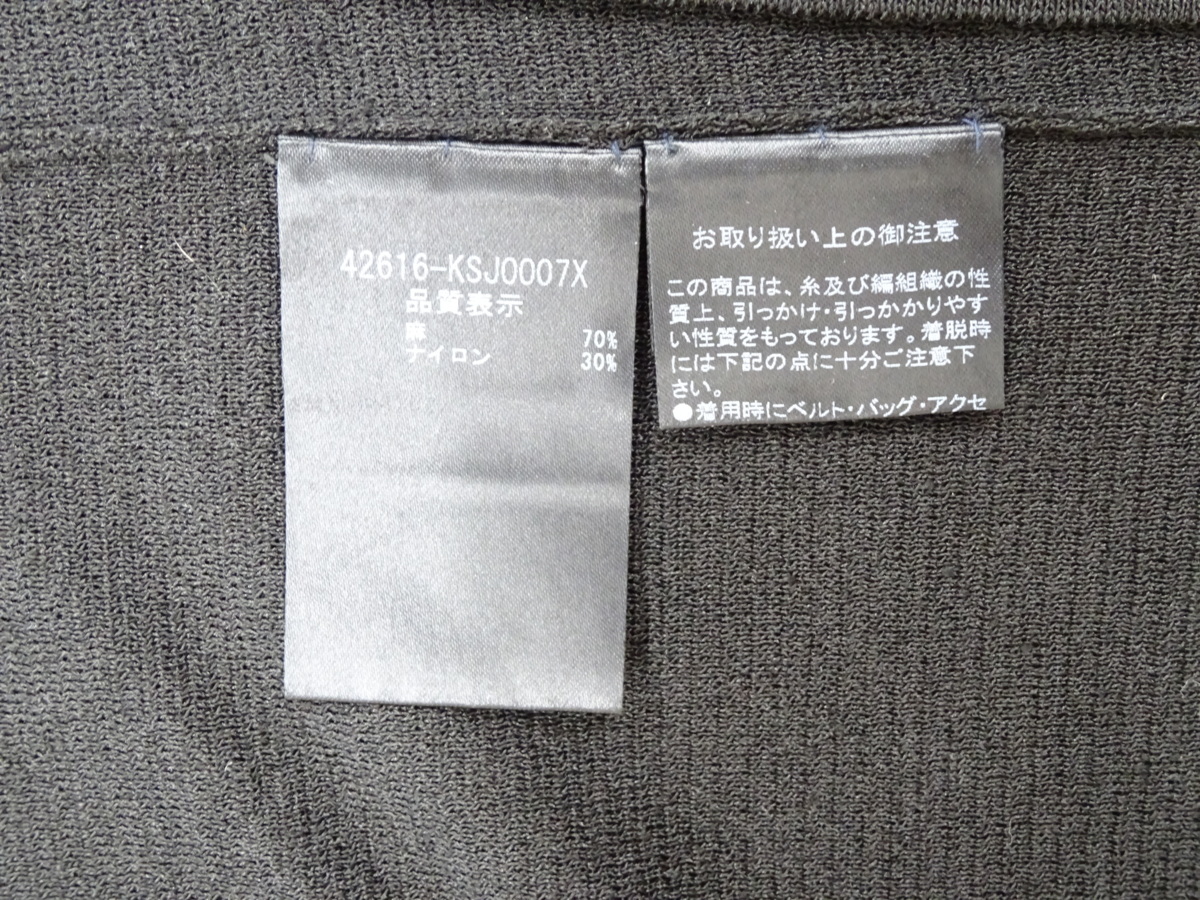 42616-KSJ0007X
品質表示
麻 70%
ナイロン 30%
お取り扱い上の御注意
この商品は、糸及び編組織の性
質上、引っかけ・引っかかりやす
い性質をもっております。着脱時
には下記の点に十分ご注意下
さい。
●着用時にベルト・バッグ・アクセ